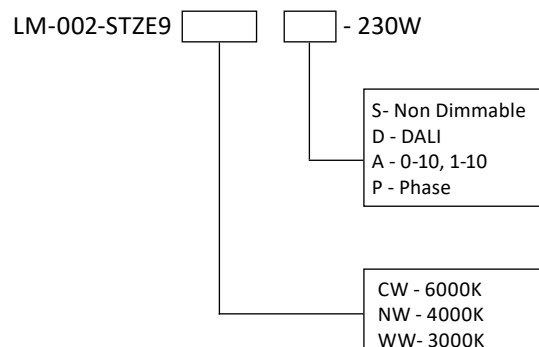 LM-002-STZE9 - 230W
S- Non Dimmable
D - DALI
A - 0-10, 1-10
P - Phase
CW - 6000K
NW - 4000K
WW- 3000K